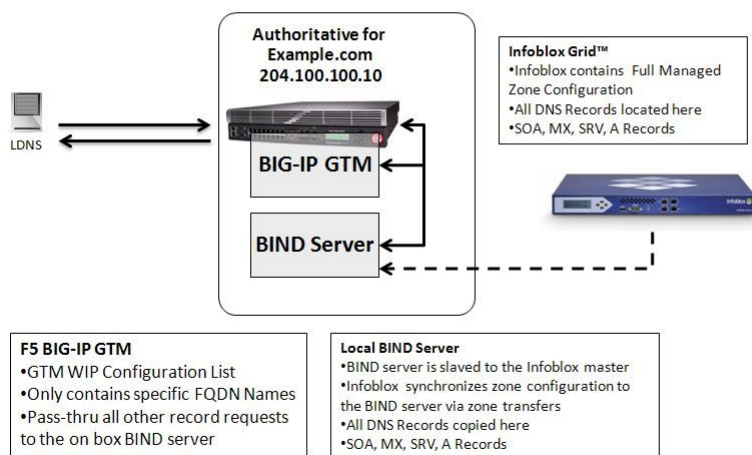 Authoritative for
Example.com
204.100.100.10
LDNS
BIG-IP GTM
BIND Server
Infoblox Grid™
•Infoblox contains Full Managed
Zone Configuration
•All DNS Records located here
•SOA, MX, SRV, A Records
Infoblox
F5 BIG-IP GTM
•GTM WIP Configuration List
•Only contains specific FQDN Names
•Pass-thru all other record requests
to the on box BIND server
Local BIND Server
•BIND server is slaved to the Infoblox master
•Infoblox synchronizes zone configuration to
the BIND server via zone transfers
•All DNS Records copied here
•SOA, MX, SRV, A Records